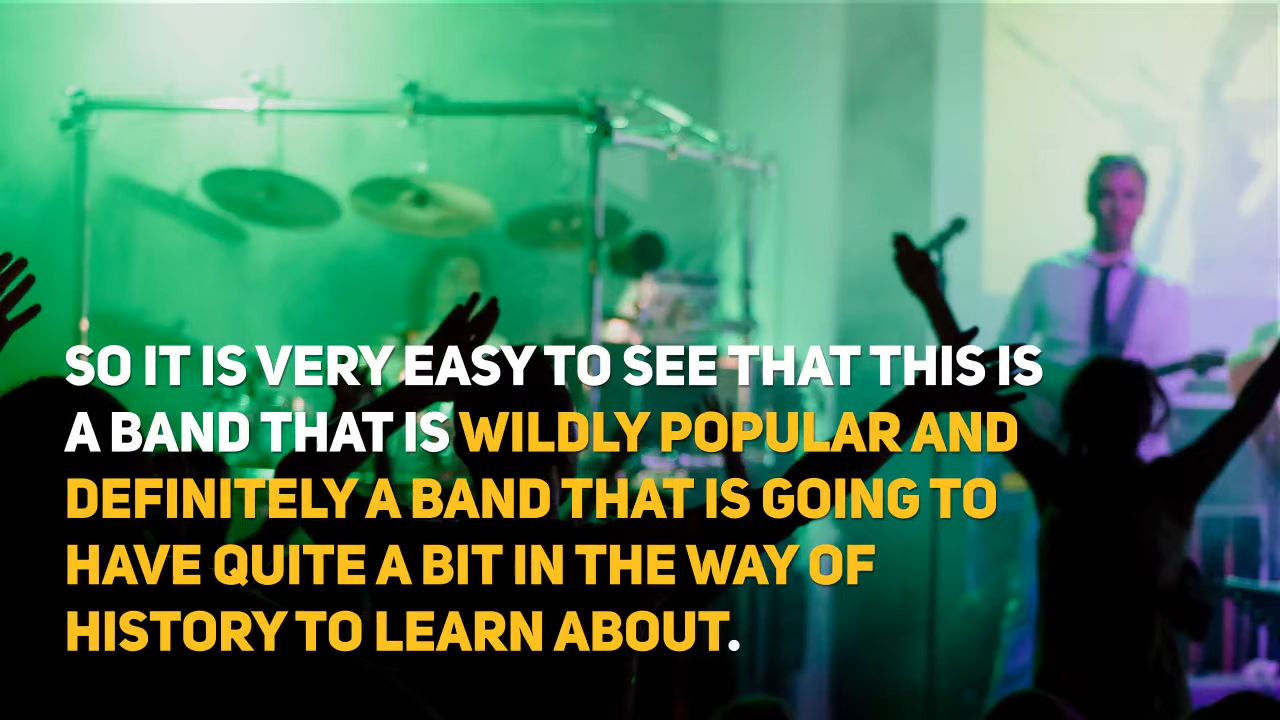 SO IT IS VERY EASY TO SEE THAT THIS IS
A BAND THAT IS WILDLY POPULAR AND
DEFINITELY A BAND THAT IS GOING TO
HAVE QUITE A BIT IN THE WAY OF
HISTORY TO LEARN ABOUT.